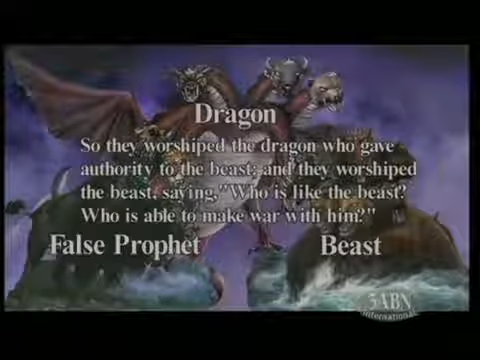 Dragon
So they worshiped the dragon who gave
authority to the beast; and they worshiped
the beast, saying,"Who is like the beast?
Who is able to make war with him?"
False Prophet
Beast
3ABN
International